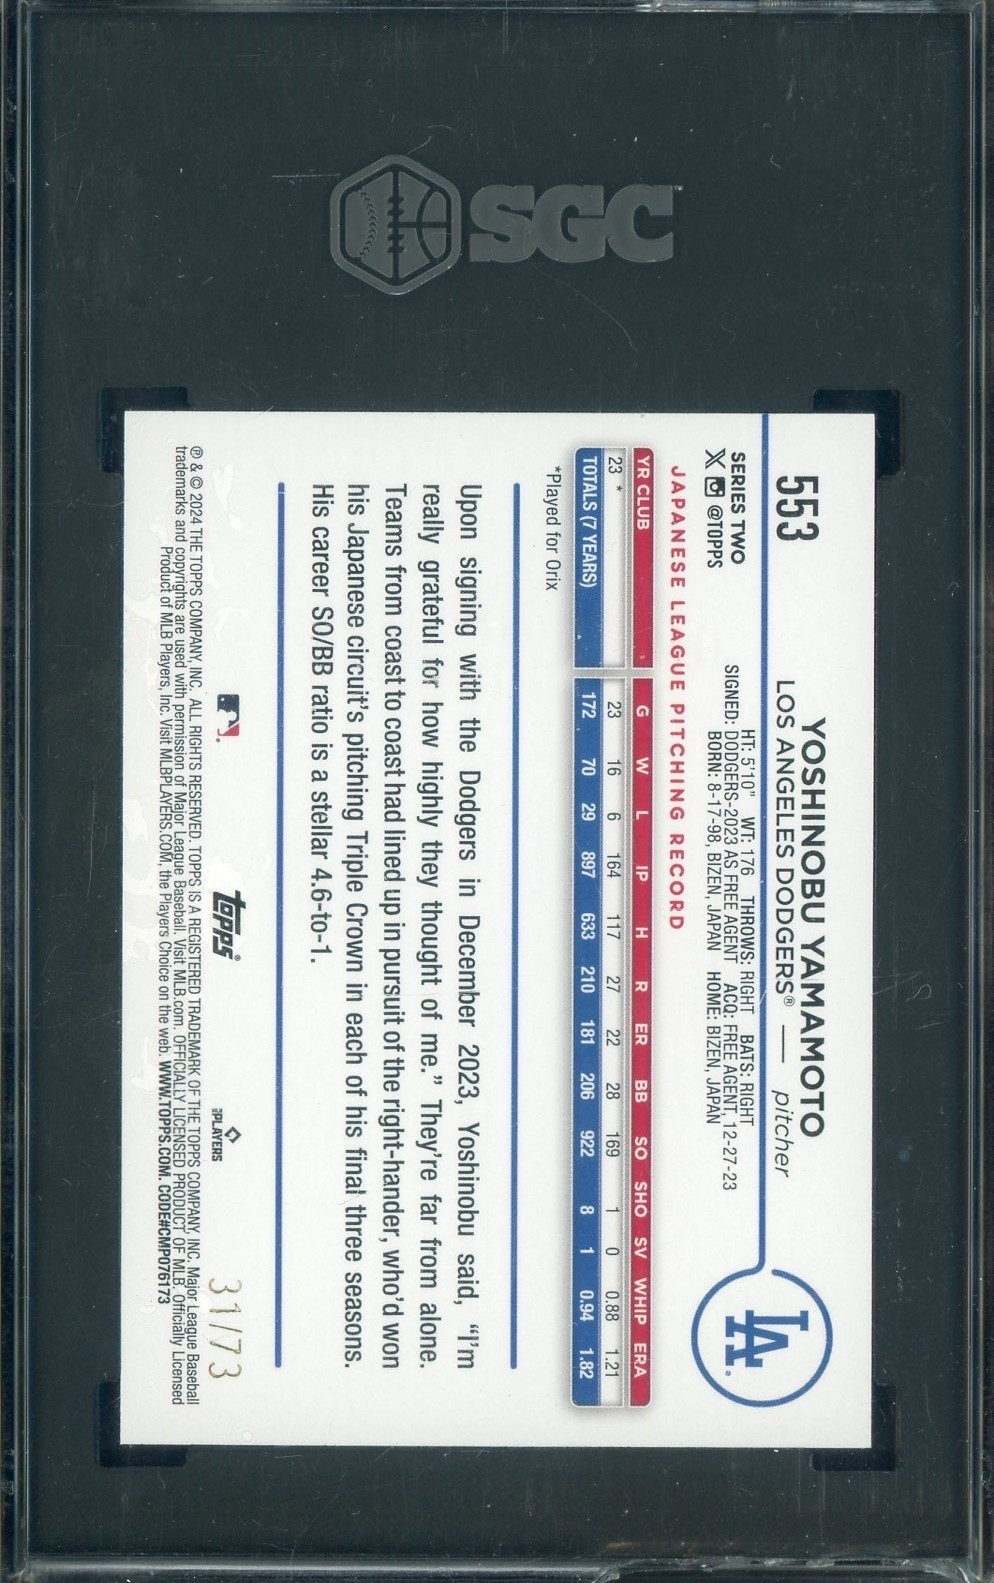 SGC
553
YOSHINOBU YAMAMOTO
LOS ANGELES DODGERS® — pitcher
LA
SERIES TWO
X @TOPPS
HT: 5'10" WT: 176 THROWS: RIGHT BATS: RIGHT
SIGNED: DODGERS-2023 AS FREE AGENT ACQ: FREE AGENT, 12-27-23
BORN: 8-17-98, BIZEN, JAPAN HOME: BIZEN, JAPAN
JAPANESE LEAGUE PITCHING RECORD
YR CLUB G W L IP H R ER BB SO SHO SV WHIP ERA
23 * 23 16 6 164 117 27 22 28 169 1 0 0.88 1.21
TOTALS (7 YEARS) 172 70 29 897 633 210 181 206 922 8 1 0.94 1.82
*Played for Orix
Upon signing with the Dodgers in December 2023, Yoshinobu said, “I’m
really grateful for how highly they thought of me.” They’re far from alone.
Teams from coast to coast had lined up in pursuit of the right-hander, who’d won
his Japanese circuit’s pitching Triple Crown in each of his final three seasons.
His career SO/BB ratio is a stellar 4.6-to-1.
topps®
PLAYERS
31/73
® & © 2024 THE TOPPS COMPANY, INC. ALL RIGHTS RESERVED. TOPPS IS A REGISTERED TRADEMARK OF THE TOPPS COMPANY, INC. Major League Baseball
trademarks and copyrights are used with permission of Major League Baseball. Visit MLB.com. OFFICIALLY LICENSED PRODUCT OF MLB. Officially Licensed
Product of MLB Players, Inc. Visit MLBPLAYERS.COM, the Players Choice on the web. WWW.TOPPS.COM. CODE#CMP076173